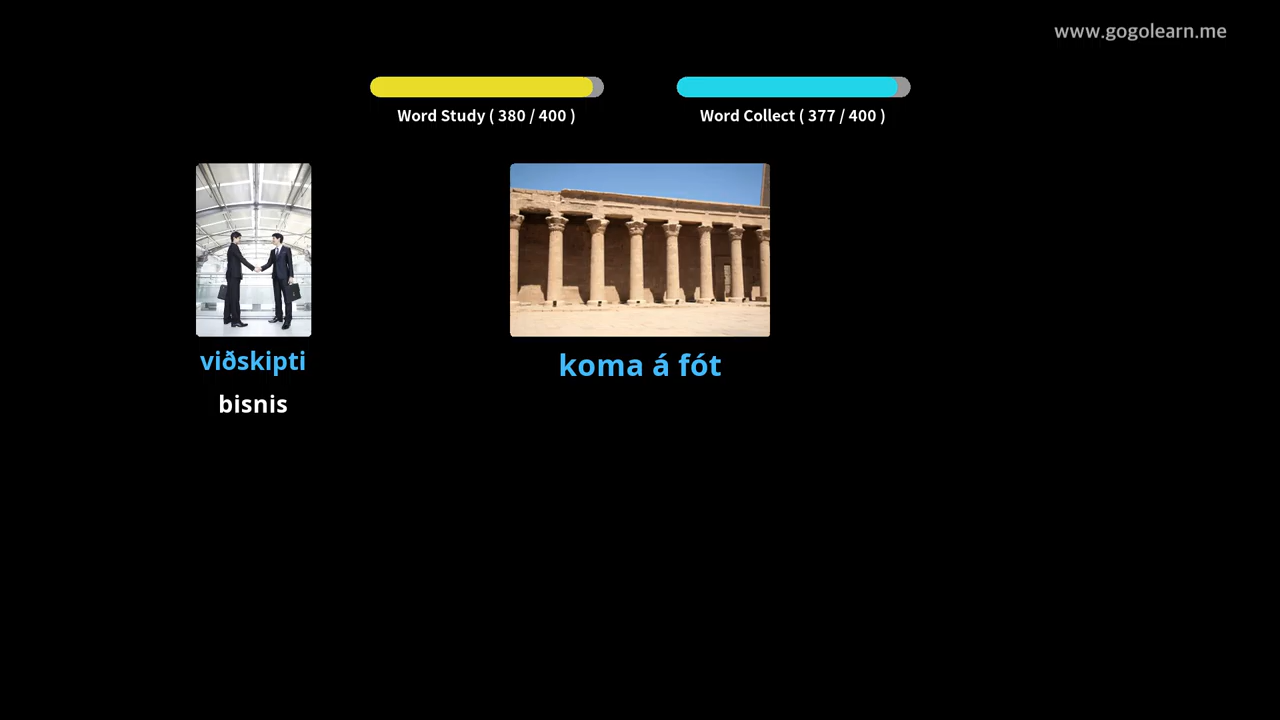 www.gogolearn.me
Word Study ( 380 / 400 )
Word Collect ( 377 / 400 )
viðskipti
bisnis
koma á fót